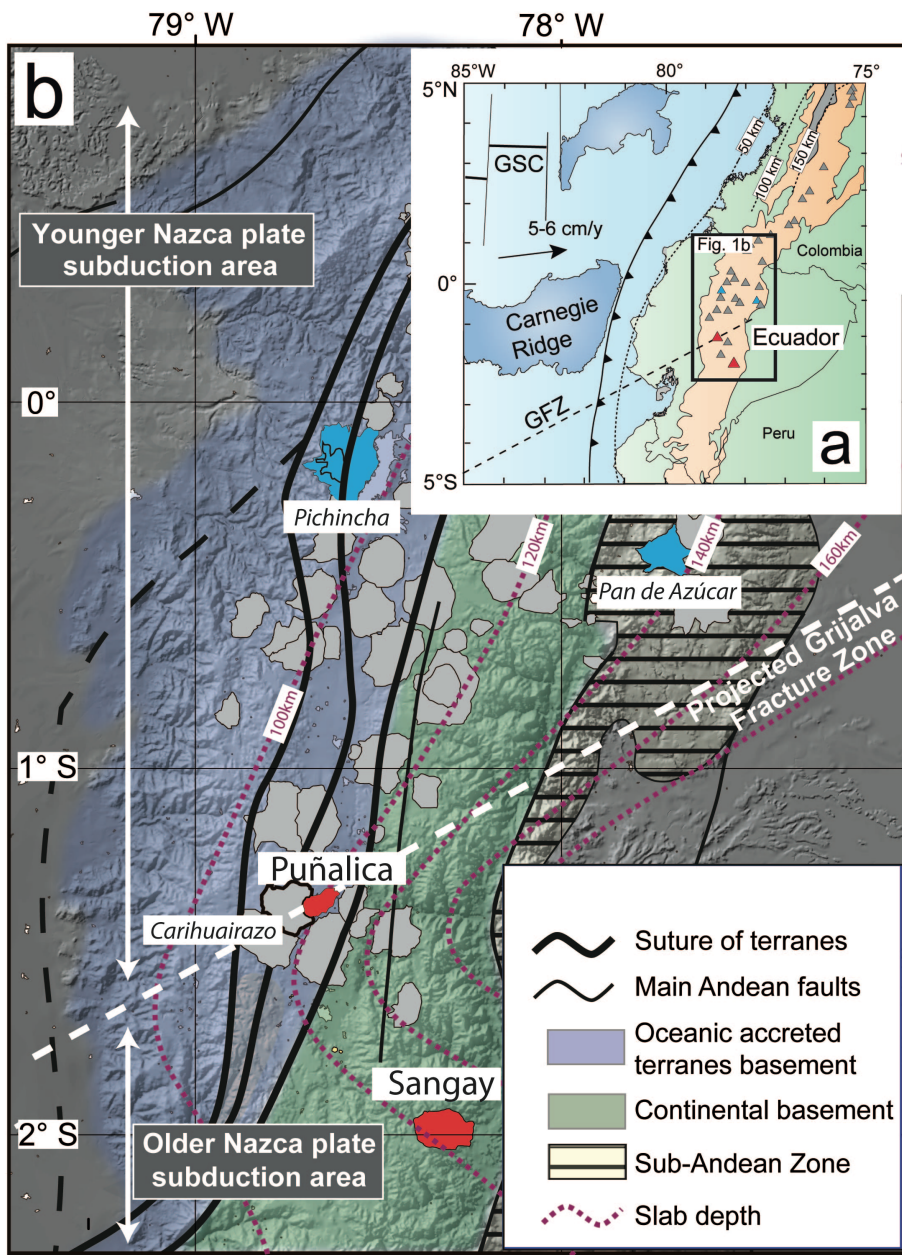 79° W
78° W
b
85°W
80°
75°
5°N
GSC
50 km
100 km
150 km
5-6 cm/y
Fig. 1b
Colombia
0°
Carnegie
Ridge
Ecuador
GFZ
Peru
a
5°S
Younger Nazca plate
subduction area
0°
Pichincha
120km
140km
160km
Pan de Azúcar
100km
Projected Grijalva
Fracture Zone
1° S
Puñalica
Carihuairazo
Sangay
2° S
Older Nazca plate
subduction area
Suture of terranes
Main Andean faults
Oceanic accreted
terranes basement
Continental basement
Sub-Andean Zone
Slab depth